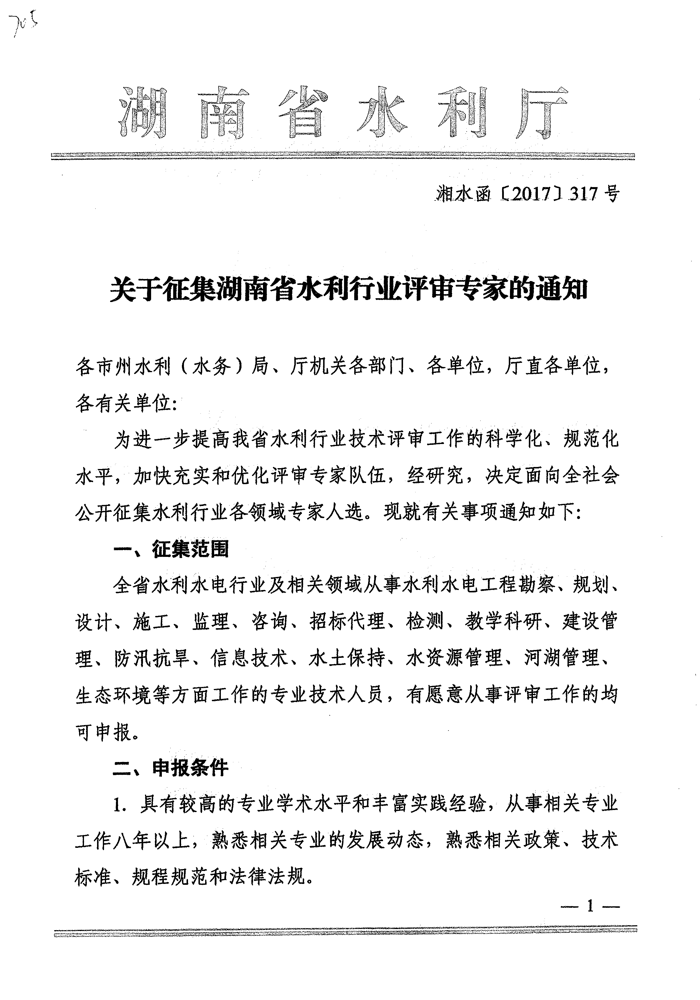 705
湖南省水利厅
湘水函〔2017〕317号
关于征集湖南省水利行业评审专家的通知
各市州水利（水务）局、厅机关各部门、各单位，厅直各单位，
各有关单位：
为进一步提高我省水利行业技术评审工作的科学化、规范化
水平，加快充实和优化评审专家队伍，经研究，决定面向全社会
公开征集水利行业各领域专家人选。现就有关事项通知如下：
一、征集范围
全省水利水电行业及相关领域从事水利水电工程勘察、规划、
设计、施工、监理、咨询、招标代理、检测、教学科研、建设管
理、防汛抗旱、信息技术、水土保持、水资源管理、河湖管理、
生态环境等方面工作的专业技术人员，有愿意从事评审工作的均
可申报。
二、申报条件
1. 具有较高的专业学术水平和丰富实践经验，从事相关专业
工作八年以上，熟悉相关专业的发展动态，熟悉相关政策、技术
标准、规程规范和法律法规。
— 1 —